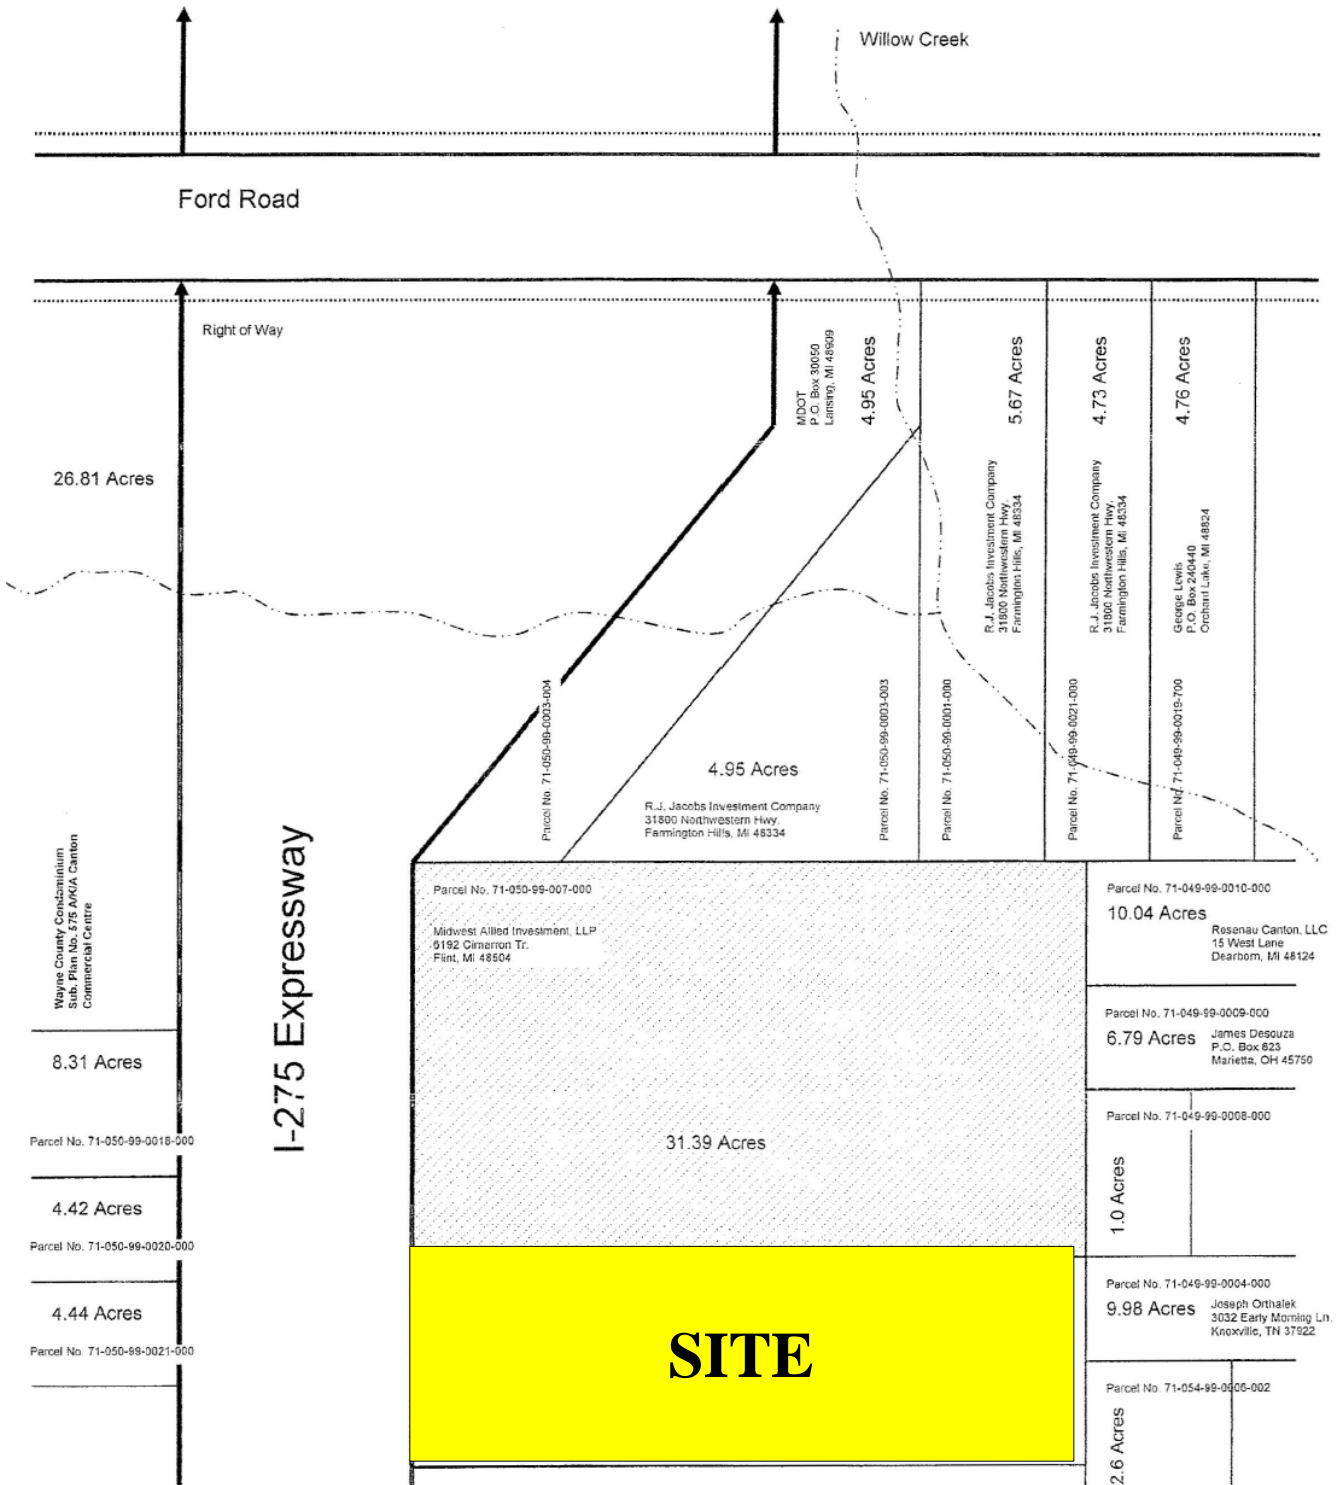 Willow Creek
Ford Road
Right of Way
MDOT
P.O. Box 30050
Lansing, MI 48909
4.95 Acres
5.67 Acres
4.73 Acres
4.76 Acres
26.81 Acres
R.J. Jacobs Investment Company
31800 Northwestern Hwy.
Farmington Hills, MI 48334
R.J. Jacobs Investment Company
31800 Northwestern Hwy.
Farmington Hills, MI 48334
George Lewis
P.O. Box 240440
Orchard Lake, MI 48824
Parcel No. 71-050-99-0003-004
Parcel No. 71-050-99-0003-003
Parcel No. 71-050-99-0001-000
Parcel No. 71-049-99-0021-000
Parcel No. 71-049-99-0019-700
4.95 Acres
R.J. Jacobs Investment Company
31800 Northwestern Hwy.
Farmington Hills, MI 48334
Wayne County Condaminium
Sub. Plan No. 575 A/K/A Canton
Commercial Centre
I-275 Expressway
Parcel No. 71-050-99-007-000
Midwest Allied Investment, LLP
6192 Cimarron Tr.
Flint, MI 48504
31.39 Acres
Parcel No. 71-049-99-0010-000
10.04 Acres
Rosenau Canton, LLC
15 West Lane
Dearborn, MI 48124
Parcel No. 71-049-99-0009-000
6.79 Acres
James Desouza
P.O. Box 823
Marietta, OH 45750
8.31 Acres
Parcel No. 71-050-99-0018-000
Parcel No. 71-049-99-0008-000
1.0 Acres
4.42 Acres
Parcel No. 71-050-99-0020-000
4.44 Acres
Parcel No. 71-050-99-0021-000
SITE
Parcel No. 71-049-99-0004-000
9.98 Acres
Joseph Orthalek
3032 Early Morning Ln.
Knoxville, TN 37922
Parcel No. 71-054-99-0006-002
2.6 Acres